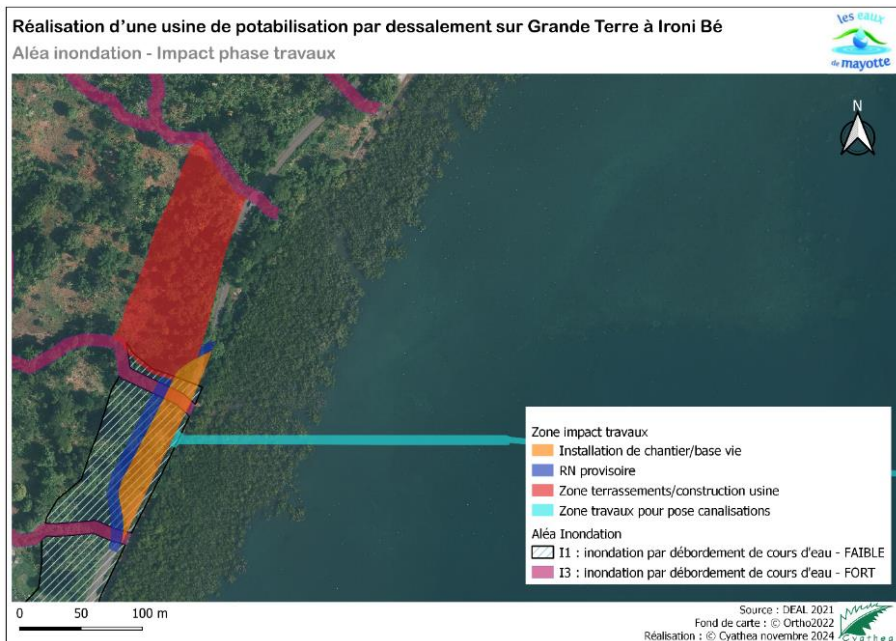 Réalisation d'une usine de potabilisation par dessalement sur Grande Terre à Ironi Bé
Aléa inondation - Impact phase travaux
les eaux
de mayotte
N
Zone impact travaux
Installation de chantier/base vie
RN provisoire
Zone terrassements/construction usine
Zone travaux pour pose canalisations
Aléa Inondation
I1 : inondation par débordement de cours d'eau - FAIBLE
I3 : inondation par débordement de cours d'eau - FORT
0 50 100 m
Source : DEAL 2021
Fond de carte : © Ortho2022
Réalisation : © Cyathea novembre 2024
Cyathea